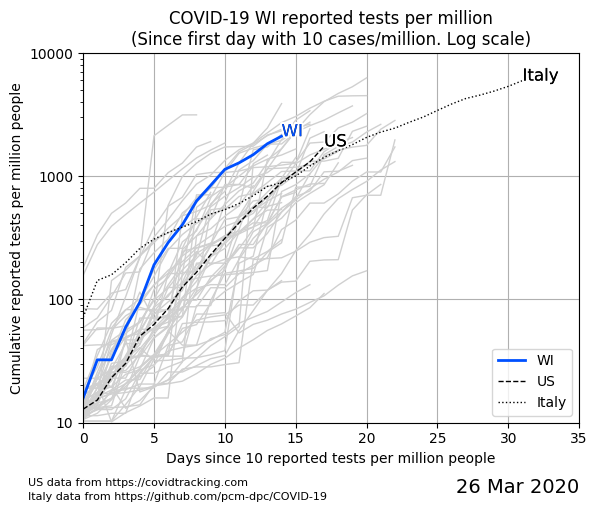 COVID-19 WI reported tests per million
(Since first day with 10 cases/million. Log scale)
Cumulative reported tests per million people
10000
1000
100
10
Italy
WI
US
WI
US
Italy
0 5 10 15 20 25 30 35
Days since 10 reported tests per million people
US data from https://covidtracking.com
Italy data from https://github.com/pcm-dpc/COVID-19
26 Mar 2020